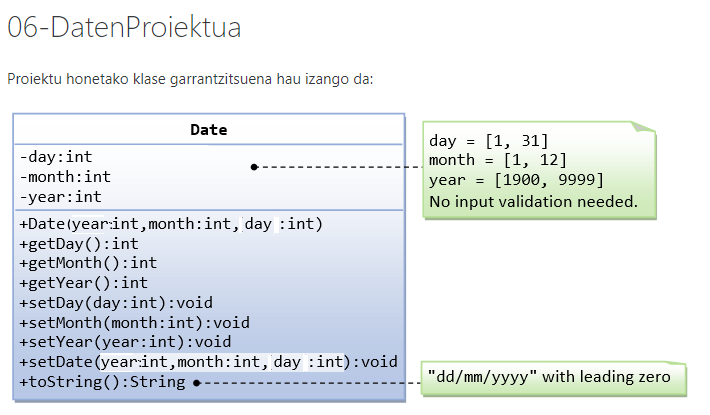 06-DatenProiektua
Proiektu honetako klase garrantzitsuena hau izango da:
Date
-day:int
-month:int
-year:int
day = [1, 31]
month = [1, 12]
year = [1900, 9999]
No input validation needed.
+Date(year:int,month:int, day :int)
+getDay():int
+getMonth():int
+getYear():int
+setDay(day:int):void
+setMonth(month:int):void
+setYear(year:int):void
+setDate(year:int,month:int, day :int):void
+toString():String
"dd/mm/yyyy" with leading zero